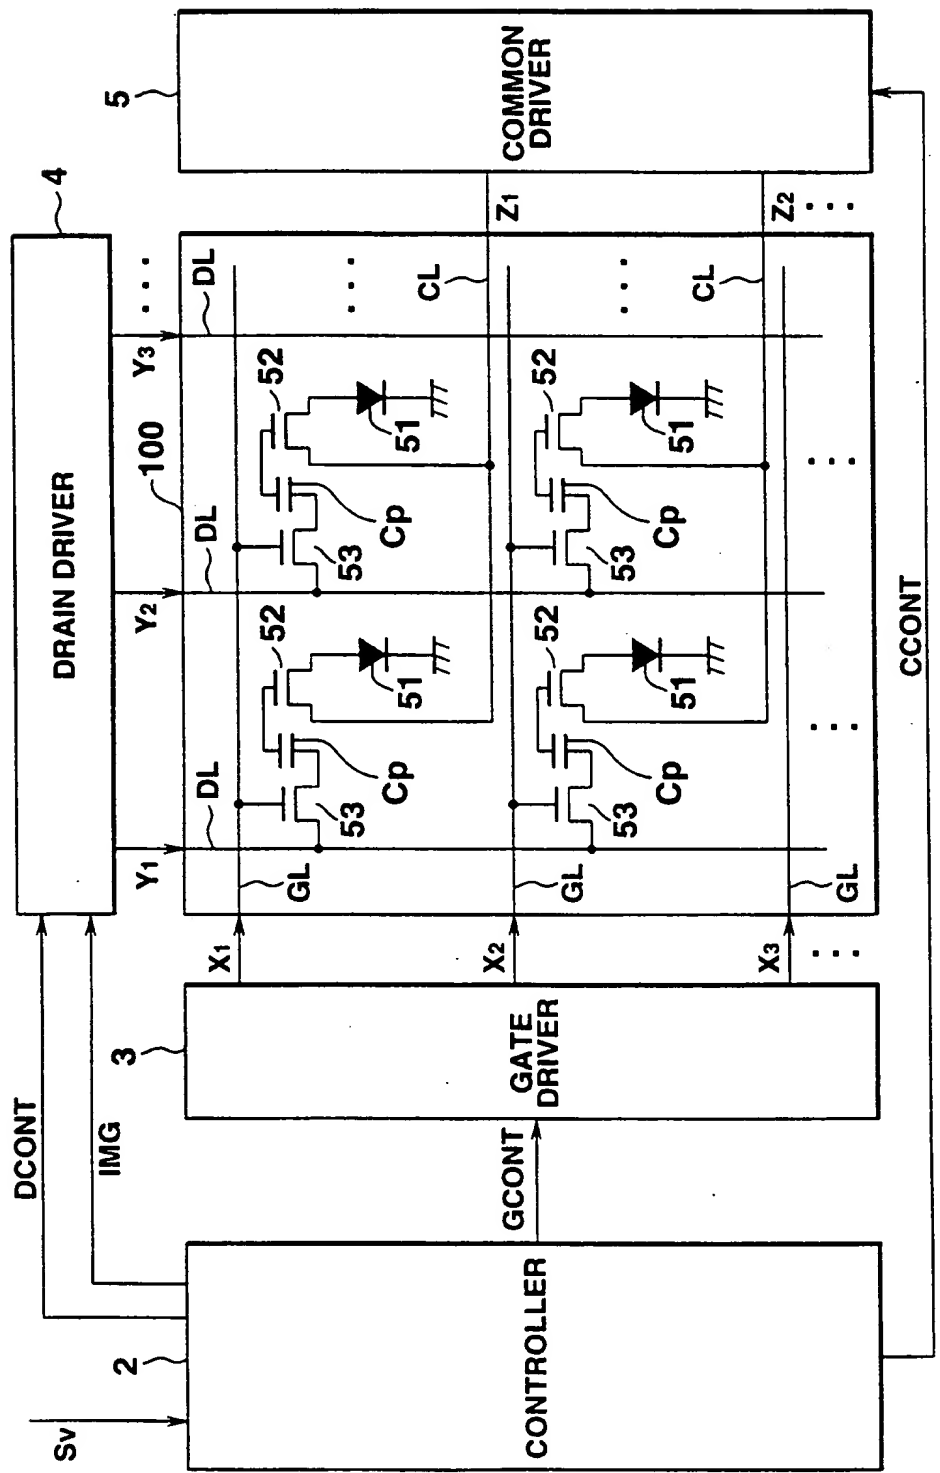 5
COMMON
DRIVER
4
Z1
Z2
DRAIN DRIVER
Y3
DL
CL
CL
100
52
51
52
51
Y2
DL
53
Cp
53
Cp
52
51
52
51
Y1
DL
53
Cp
53
Cp
GL
GL
GL
X1
X2
X3
3
GATE
DRIVER
DCONT
IMG
GCONT
CCONT
2
CONTROLLER
Sv